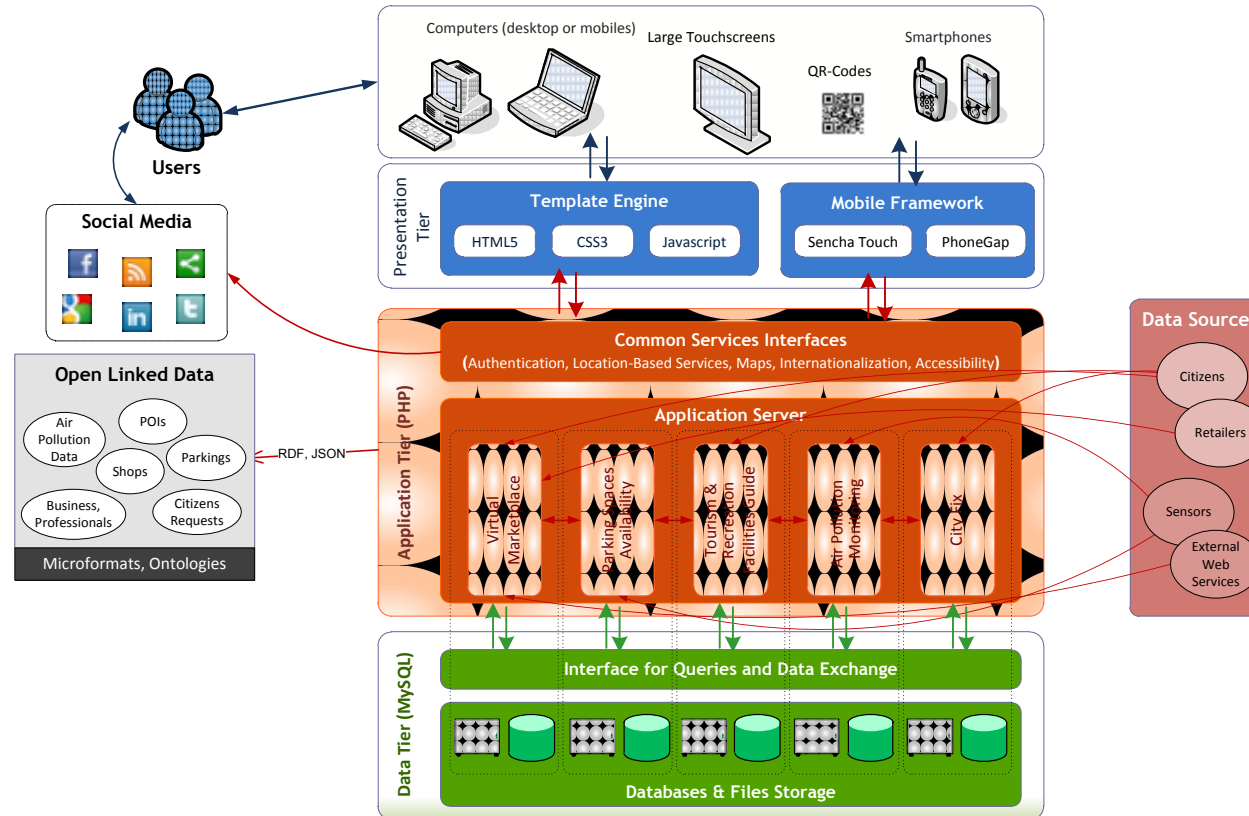 Computers (desktop or mobiles)
Large Touchscreens
QR-Codes
Smartphones
Users
Social Media
Presentation
Tier
Template Engine
HTML5
CSS3
Javascript
Mobile Framework
Sencha Touch
PhoneGap
Open Linked Data
Air
Pollution
Data
POIs
Shops
Parkings
Business,
Professionals
Citizens
Requests
Microformats, Ontologies
RDF, JSON
Application Tier (PHP)
Common Services Interfaces
(Authentication, Location-Based Services, Maps, Internationalization, Accessibility)
Application Server
Virtual
Marketplace
Parking Spaces
Availability
Tourism &
Recreation
Facilities Guide
Air Pollution
Monitoring
City Fix
Data Source
Citizens
Retailers
Sensors
External
Web
Services
Data Tier (MySQL)
Interface for Queries and Data Exchange
Databases & Files Storage